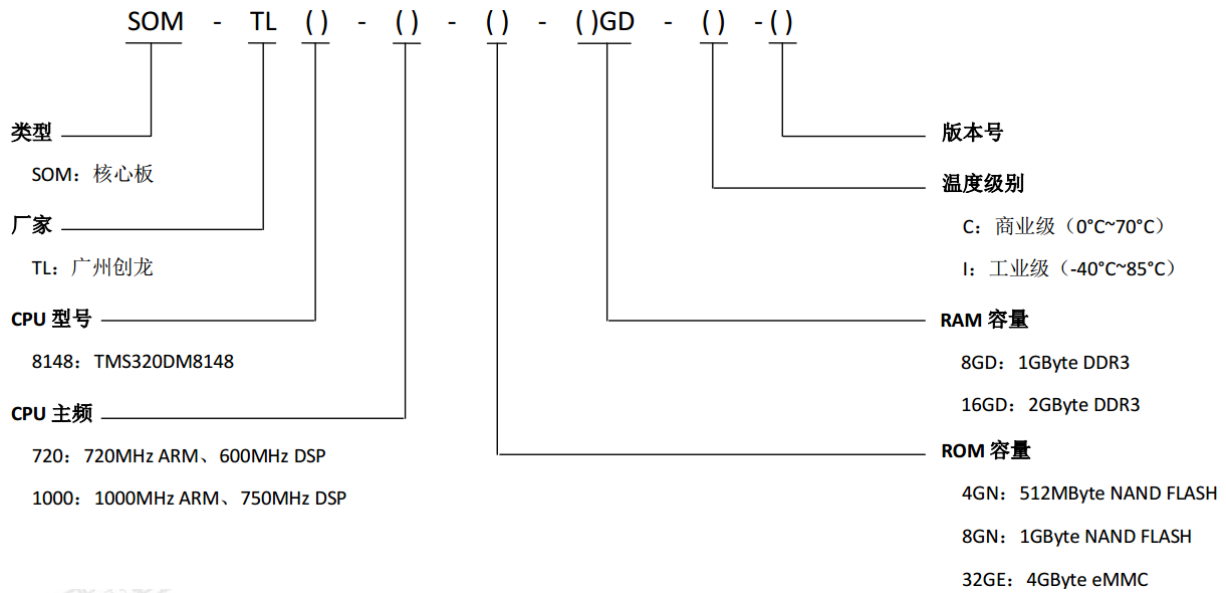 SOM - TL () - () - () - ()GD - () - ()
类型
SOM：核心板
厂家
TL：广州创龙
CPU 型号
8148：TMS320DM8148
CPU 主频
720：720MHz ARM、600MHz DSP
1000：1000MHz ARM、750MHz DSP
版本号
温度级别
C：商业级（0°C~70°C）
I：工业级（-40°C~85°C）
RAM 容量
8GD：1GByte DDR3
16GD：2GByte DDR3
ROM 容量
4GN：512MByte NAND FLASH
8GN：1GByte NAND FLASH
32GE：4GByte eMMC